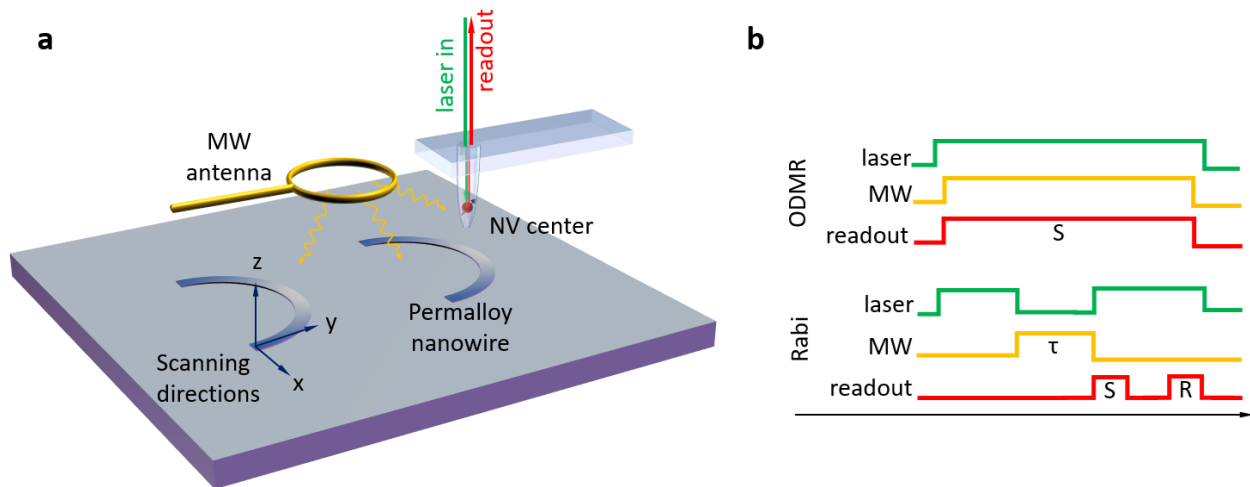 a
laser in
readout
MW
antenna
NV center
z
y
x
Permalloy
nanowire
Scanning
directions
b
ODMR
laser
MW
readout
S
Rabi
laser
MW
τ
readout
S
R